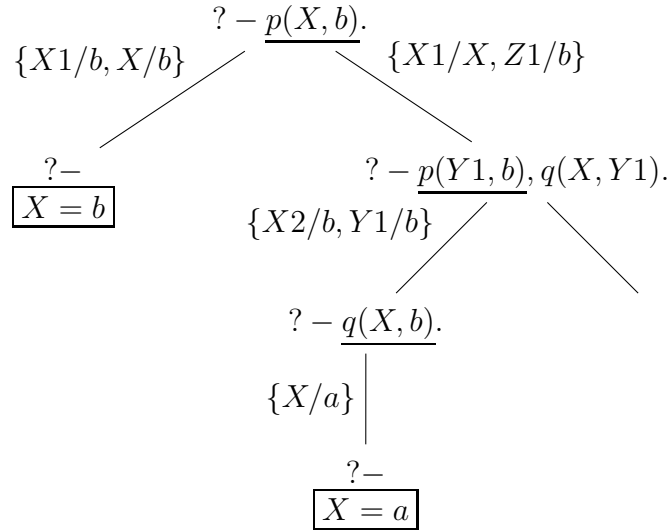 ? − p(X, b).
{X1/b, X/b}
{X1/X, Z1/b}
?−
X = b
? − p(Y1, b), q(X, Y1).
{X2/b, Y1/b}
? − q(X, b).
{X/a}
?−
X = a